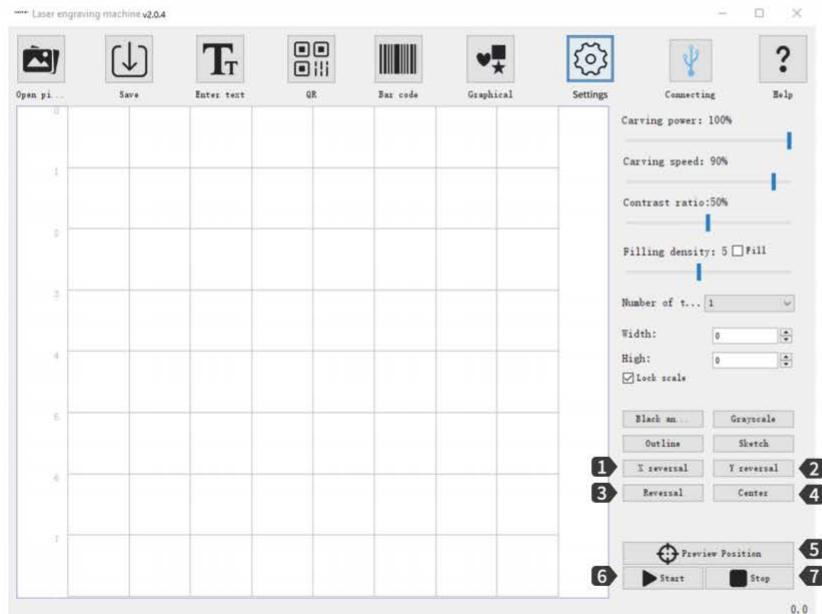 Laser engraving machine v2.0.4
Open pi... Save Enter text QR Bar code Graphical Settings Connecting Help
Carving power: 100%
Carving speed: 90%
Contrast ratio:50%
Filling density: 5 Fill
Number of t... 1
Width: 0
High: 0
Lock scale
Black an... Grayscale
Outline Sketch
1 X reversal Y reversal 2
3 Reversal Center 4
Preview Position 5
6 Start Stop 7
0
1
2
3
4
5
6
7
0.0